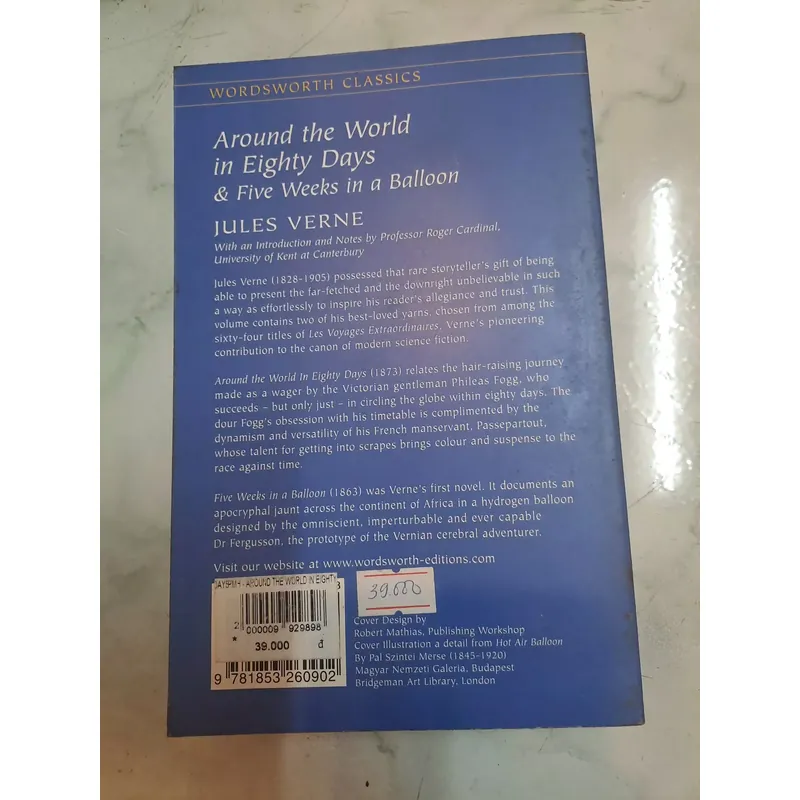 WORDSWORTH CLASSICS
Around the World
in Eighty Days
& Five Weeks in a Balloon
JULES VERNE
With an Introduction and Notes by Professor Roger Cardinal,
University of Kent at Canterbury
Jules Verne (1828-1905) possessed that rare storyteller's gift of being
able to present the far-fetched and the downright unbelievable in such
a way as effortlessly to inspire his reader's allegiance and trust. This
volume contains two of his best-loved yarns, chosen from among the
sixty-four titles of Les Voyages Extraordinaires, Verne's pioneering
contribution to the canon of modern science fiction.
Around the World In Eighty Days (1873) relates the hair-raising journey
made as a wager by the Victorian gentleman Phileas Fogg, who
succeeds – but only just – in circling the globe within eighty days. The
dour Fogg's obsession with his timetable is complimented by the
dynamism and versatility of his French manservant, Passepartout,
whose talent for getting into scrapes brings colour and suspense to the
race against time.
Five Weeks in a Balloon (1863) was Verne's first novel. It documents an
apocryphal jaunt across the continent of Africa in a hydrogen balloon
designed by the omniscient, imperturbable and ever capable
Dr Fergusson, the prototype of the Vernian cerebral adventurer.
Visit our website at www.wordsworth-editions.com
- AROUND THE WORLD IN EIGHTY
2 000009 929898
* 39.000 đ
39.000
9 781853 260902
Cover Design by
Robert Mathias, Publishing Workshop
Cover Illustration a detail from Hot Air Balloon
By Pal Szintei Merse (1845-1920)
Magyar Nemzeti Galeria, Budapest
Bridgeman Art Library, London